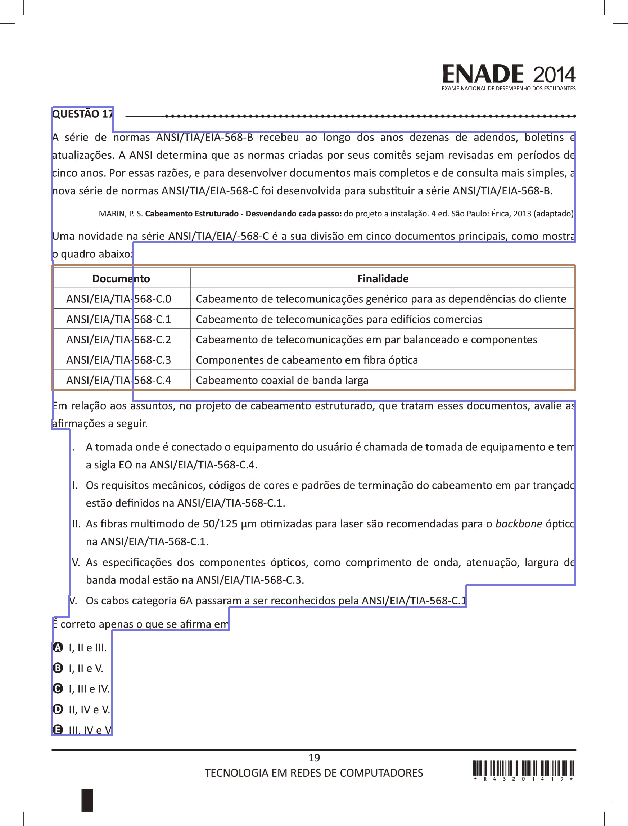 ENADE 2014
EXAME NACIONAL DE DESEMPENHO DOS ESTUDANTES
QUESTÃO 17
A série de normas ANSI/TIA/EIA-568-B recebeu ao longo dos anos dezenas de adendos, boletins e
atualizações. A ANSI determina que as normas criadas por seus comitês sejam revisadas em períodos de
cinco anos. Por essas razões, e para desenvolver documentos mais completos e de consulta mais simples, a
nova série de normas ANSI/TIA/EIA-568-C foi desenvolvida para substituir a série ANSI/TIA/EIA-568-B.
MARIN, P. S. Cabeamento Estruturado - Desvendando cada passo: do projeto a instalação. 4 ed. São Paulo: Érica, 2013 (adaptado)
Uma novidade na série ANSI/TIA/EIA/-568-C é a sua divisão em cinco documentos principais, como mostra
o quadro abaixo:
Documento Finalidade
ANSI/EIA/TIA-568-C.0 Cabeamento de telecomunicações genérico para as dependências do cliente
ANSI/EIA/TIA-568-C.1 Cabeamento de telecomunicações para edifícios comerciais
ANSI/EIA/TIA-568-C.2 Cabeamento de telecomunicações em par balanceado e componentes
ANSI/EIA/TIA-568-C.3 Componentes de cabeamento em fibra óptica
ANSI/EIA/TIA-568-C.4 Cabeamento coaxial de banda larga
Em relação aos assuntos, no projeto de cabeamento estruturado, que tratam esses documentos, avalie as
afirmações a seguir.
I. A tomada onde é conectado o equipamento do usuário é chamada de tomada de equipamento e tem
a sigla EO na ANSI/EIA/TIA-568-C.4.
II. Os requisitos mecânicos, códigos de cores e padrões de terminação do cabeamento em par trançado
estão definidos na ANSI/EIA/TIA-568-C.1.
III. As fibras multimodo de 50/125 µm otimizadas para laser são recomendadas para o backbone óptico
na ANSI/EIA/TIA-568-C.1.
IV. As especificações dos componentes ópticos, como comprimento de onda, atenuação, largura de
banda modal estão na ANSI/EIA/TIA-568-C.3.
V. Os cabos categoria 6A passaram a ser reconhecidos pela ANSI/EIA/TIA-568-C.1
É correto apenas o que se afirma em
A I, II e III.
B I, II e V.
C I, III e IV.
D II, IV e V.
E III, IV e V
19
TECNOLOGIA EM REDES DE COMPUTADORES
*R4320141?*